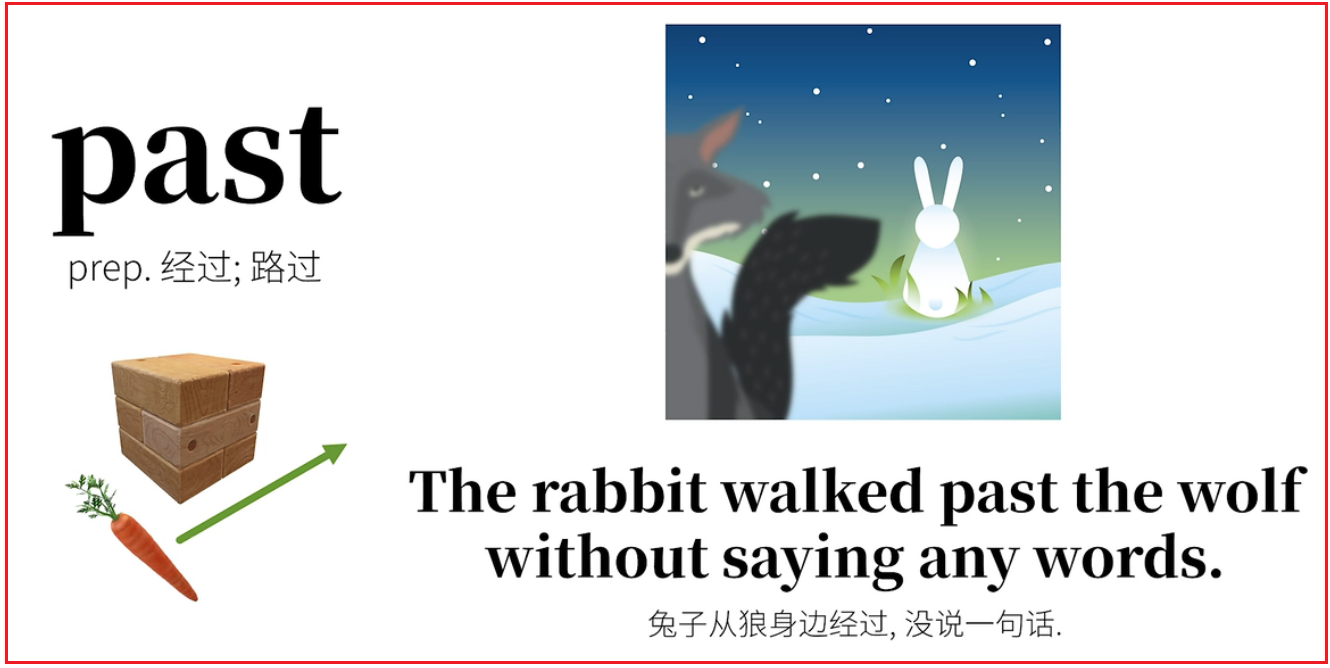 past
prep. 经过; 路过
The rabbit walked past the wolf
without saying any words.
兔子从狼身边经过, 没说一句话.